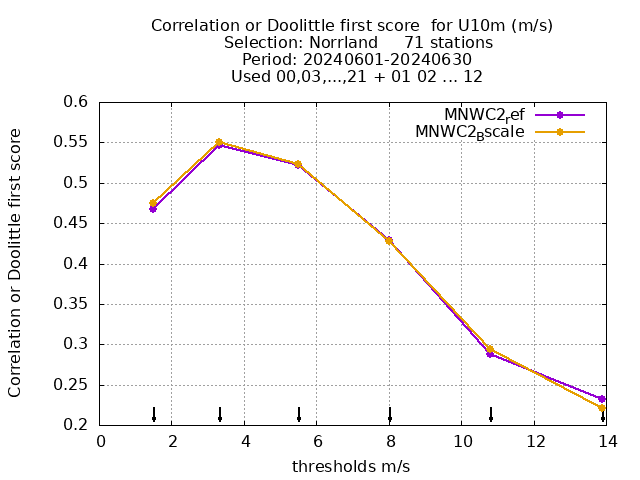 Correlation or Doolittle first score  for U10m (m/s)
Selection: Norrland     71 stations
Period: 20240601-20240630
Used 00,03,...,21 + 01 02 ... 12
MNWC2_ref
MNWC2_Bscale
Correlation or Doolittle first score
0.6
0.55
0.5
0.45
0.4
0.35
0.3
0.25
0.2
0 2 4 6 8 10 12 14
thresholds m/s